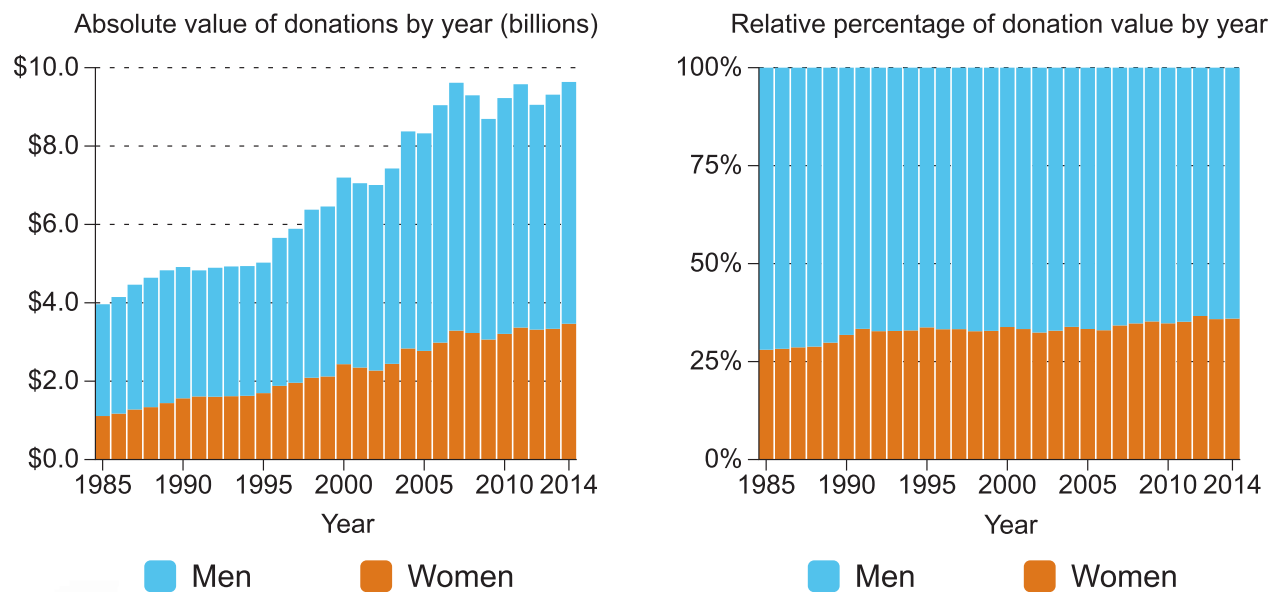 Absolute value of donations by year (billions)
$10.0
$8.0
$6.0
$4.0
$2.0
$0.0
1985 1990 1995 2000 2005 2010 2014
Year
Men Women
Relative percentage of donation value by year
100%
75%
50%
25%
0%
1985 1990 1995 2000 2005 2010 2014
Year
Men Women